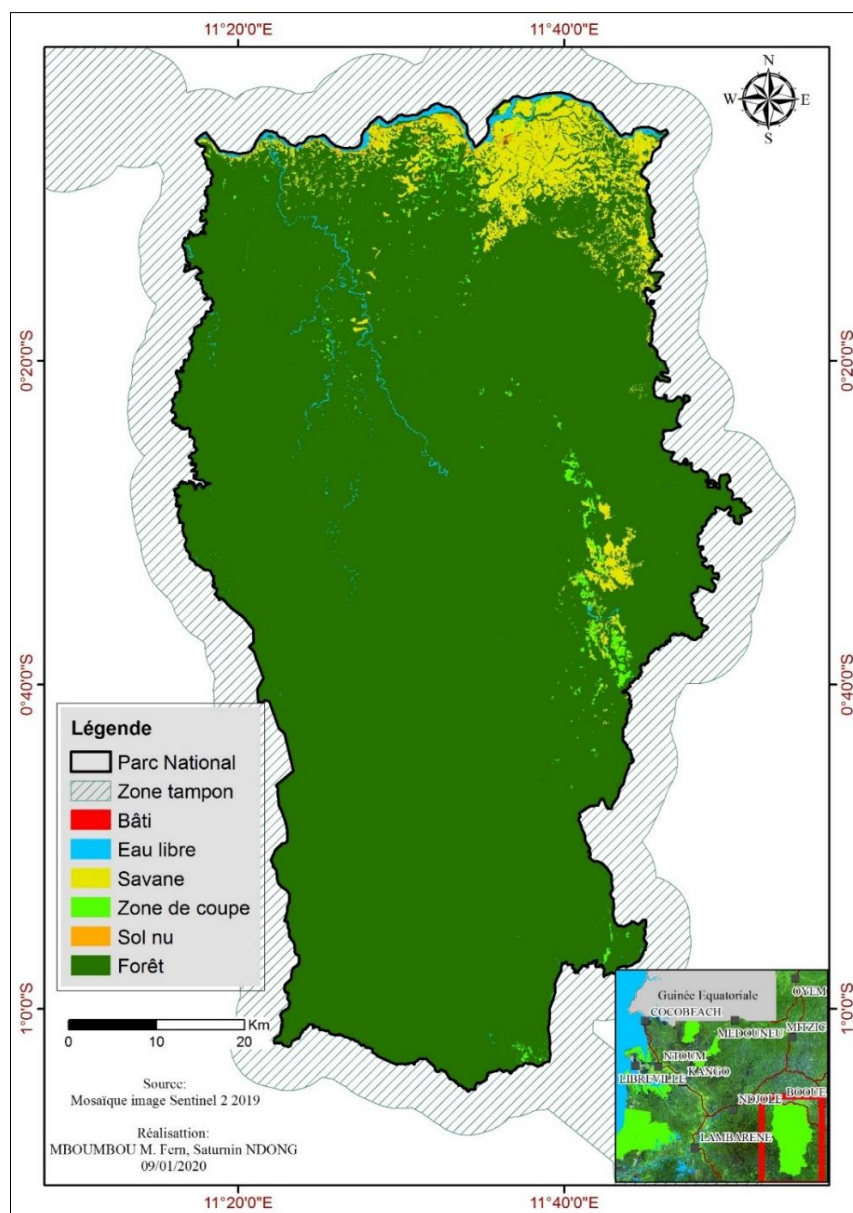 11°20'0"E
11°40'0"E
N
W
E
S
0°20'0"S
0°20'0"S
0°40'0"S
0°40'0"S
Légende
Parc National
Zone tampon
Bâti
Eau libre
Savane
Zone de coupe
Sol nu
Forêt
1°0'0"S
1°0'0"S
Km
0
10
20
Source:
Mosaïque image Sentinel 2 2019
Réalisation:
MBOUMBOU M. Fern, Saturnin NDONG
09/01/2020
OYEM
Guinée Equatoriale
COCOBEACH
MEDOUNEU
MITZIC
NTOUM
KANGO
LIBREVILLE
BOOUE
NDJOLE
LAMBARENE
11°20'0"E
11°40'0"E